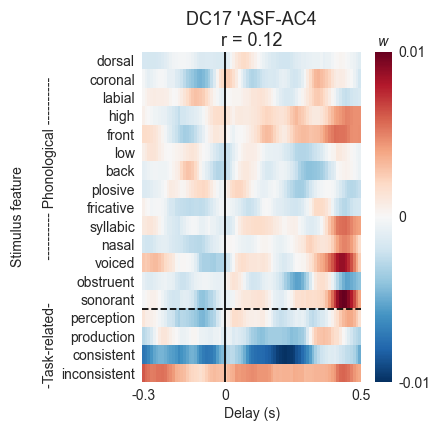 DC17 'ASF-AC4
r = 0.12
w
0.01
0
-0.01
dorsal
coronal
labial
high
front
low
back
plosive
fricative
syllabic
nasal
voiced
obstruent
sonorant
perception
production
consistent
inconsistent
Stimulus feature
-Task-related- ---------- Phonological ----------
-0.3 0 0.5
Delay (s)